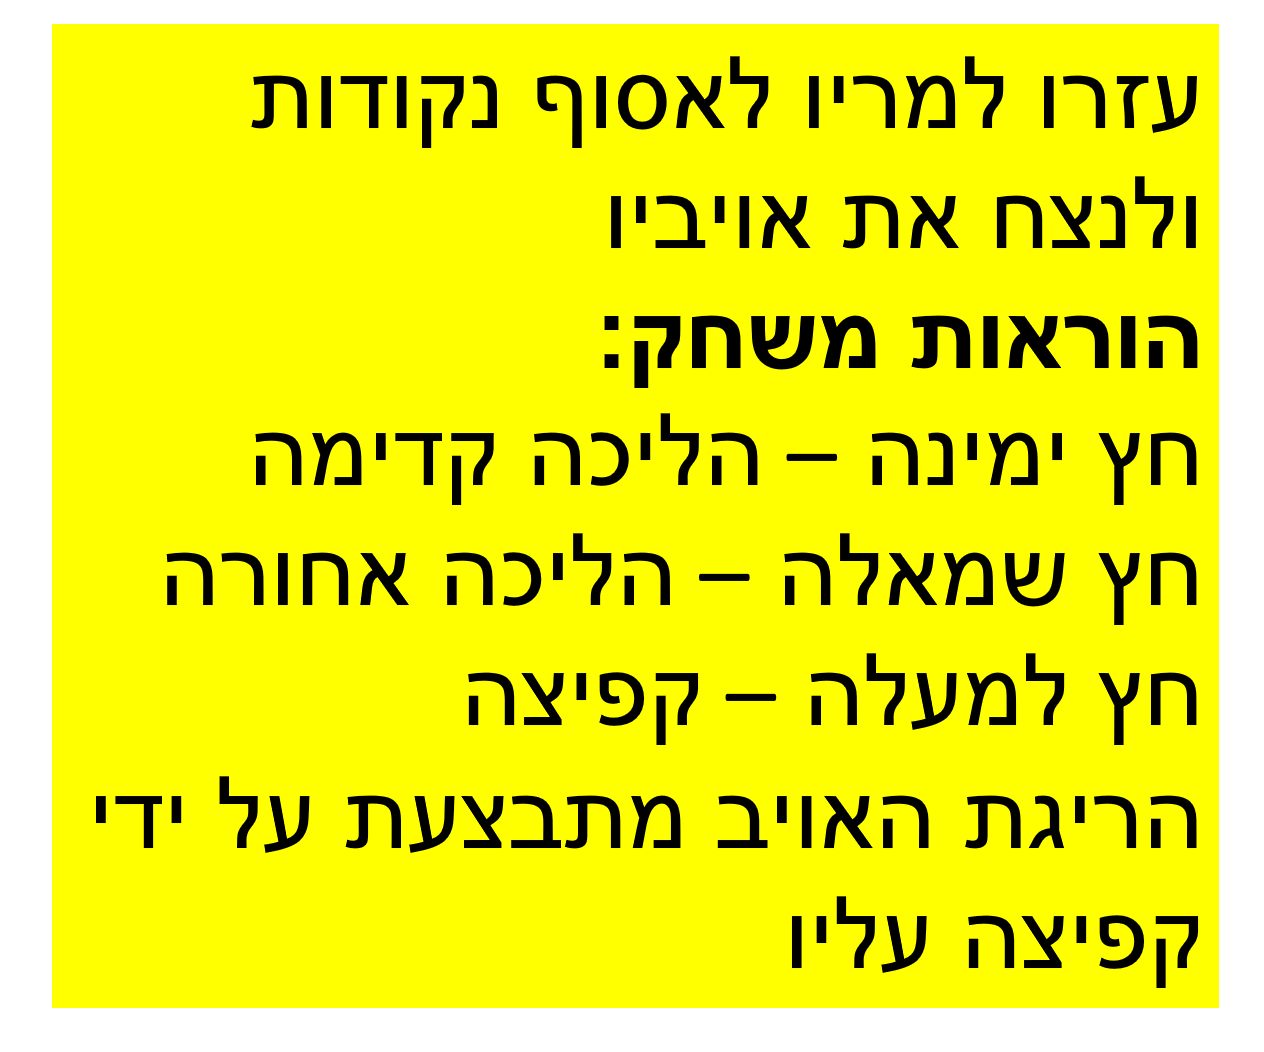 עזרו למריו לאסוף נקודות
ולנצח את אויביו
הוראות משחק:
חץ ימינה – הליכה קדימה
חץ שמאלה – הליכה אחורה
חץ למעלה – קפיצה
הריגת האויב מתבצעת על ידי
קפיצה עליו